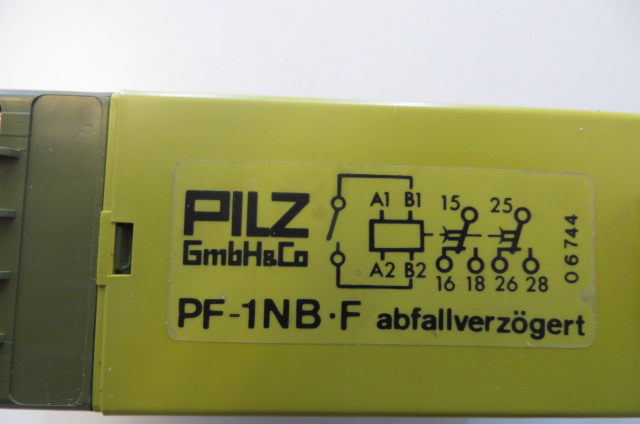 PILZ
GmbH&Co
A1 B1 15 25
A2 B2 16 18 26 28
06744
PF-1NB·F abfallverzögert